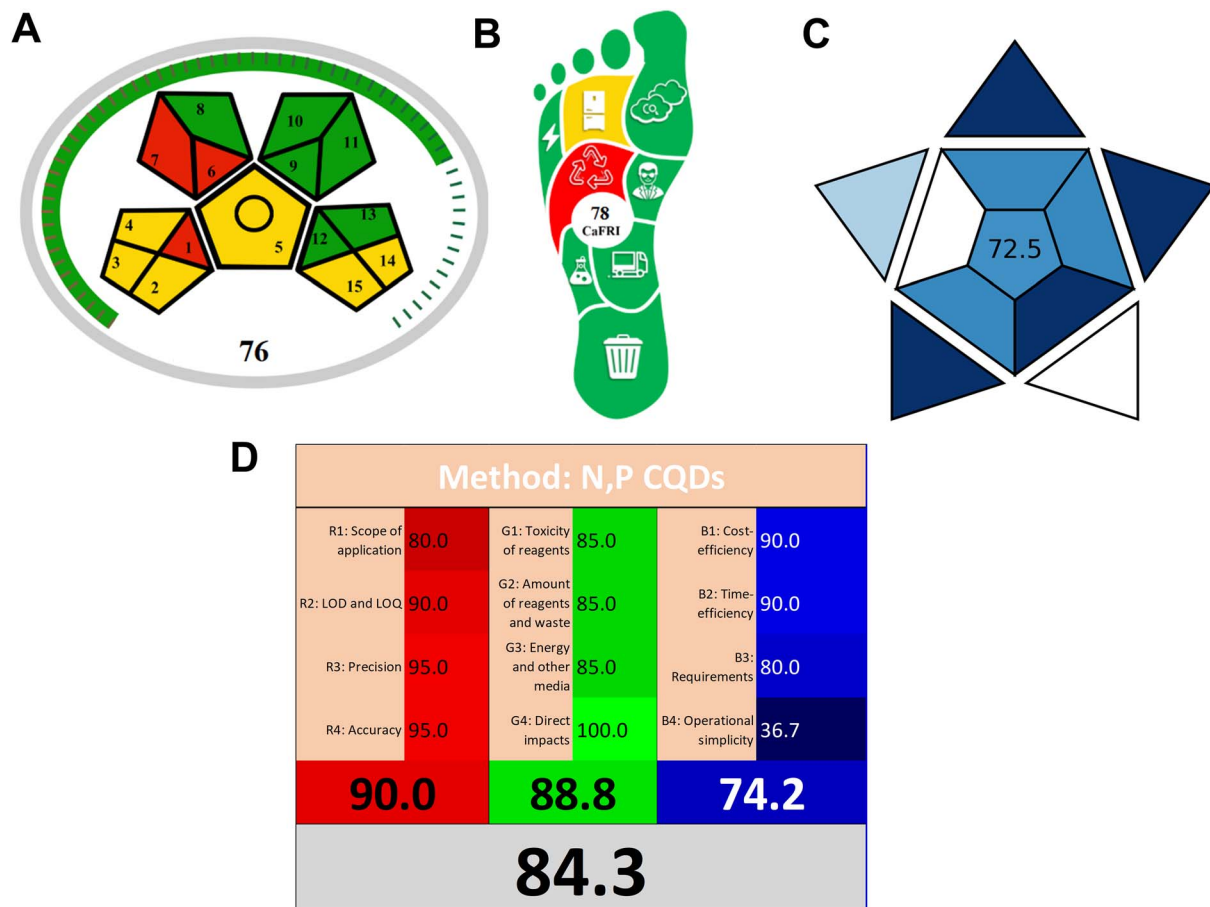 A
8
10
7
6
9
11
4
1
3
2
5
12
13
14
15
76
B
78
CaFRI
C
72.5
D
Method: N,P CQDs
R1: Scope of
application
80.0
G1: Toxicity
of reagents
85.0
B1: Cost-
efficiency
90.0
R2: LOD and LOQ
90.0
G2: Amount
of reagents
and waste
85.0
B2: Time-
efficiency
90.0
R3: Precision
95.0
G3: Energy
and other
media
85.0
B3:
Requirements
80.0
R4: Accuracy
95.0
G4: Direct
impacts
100.0
B4: Operational
simplicity
36.7
90.0
88.8
74.2
84.3